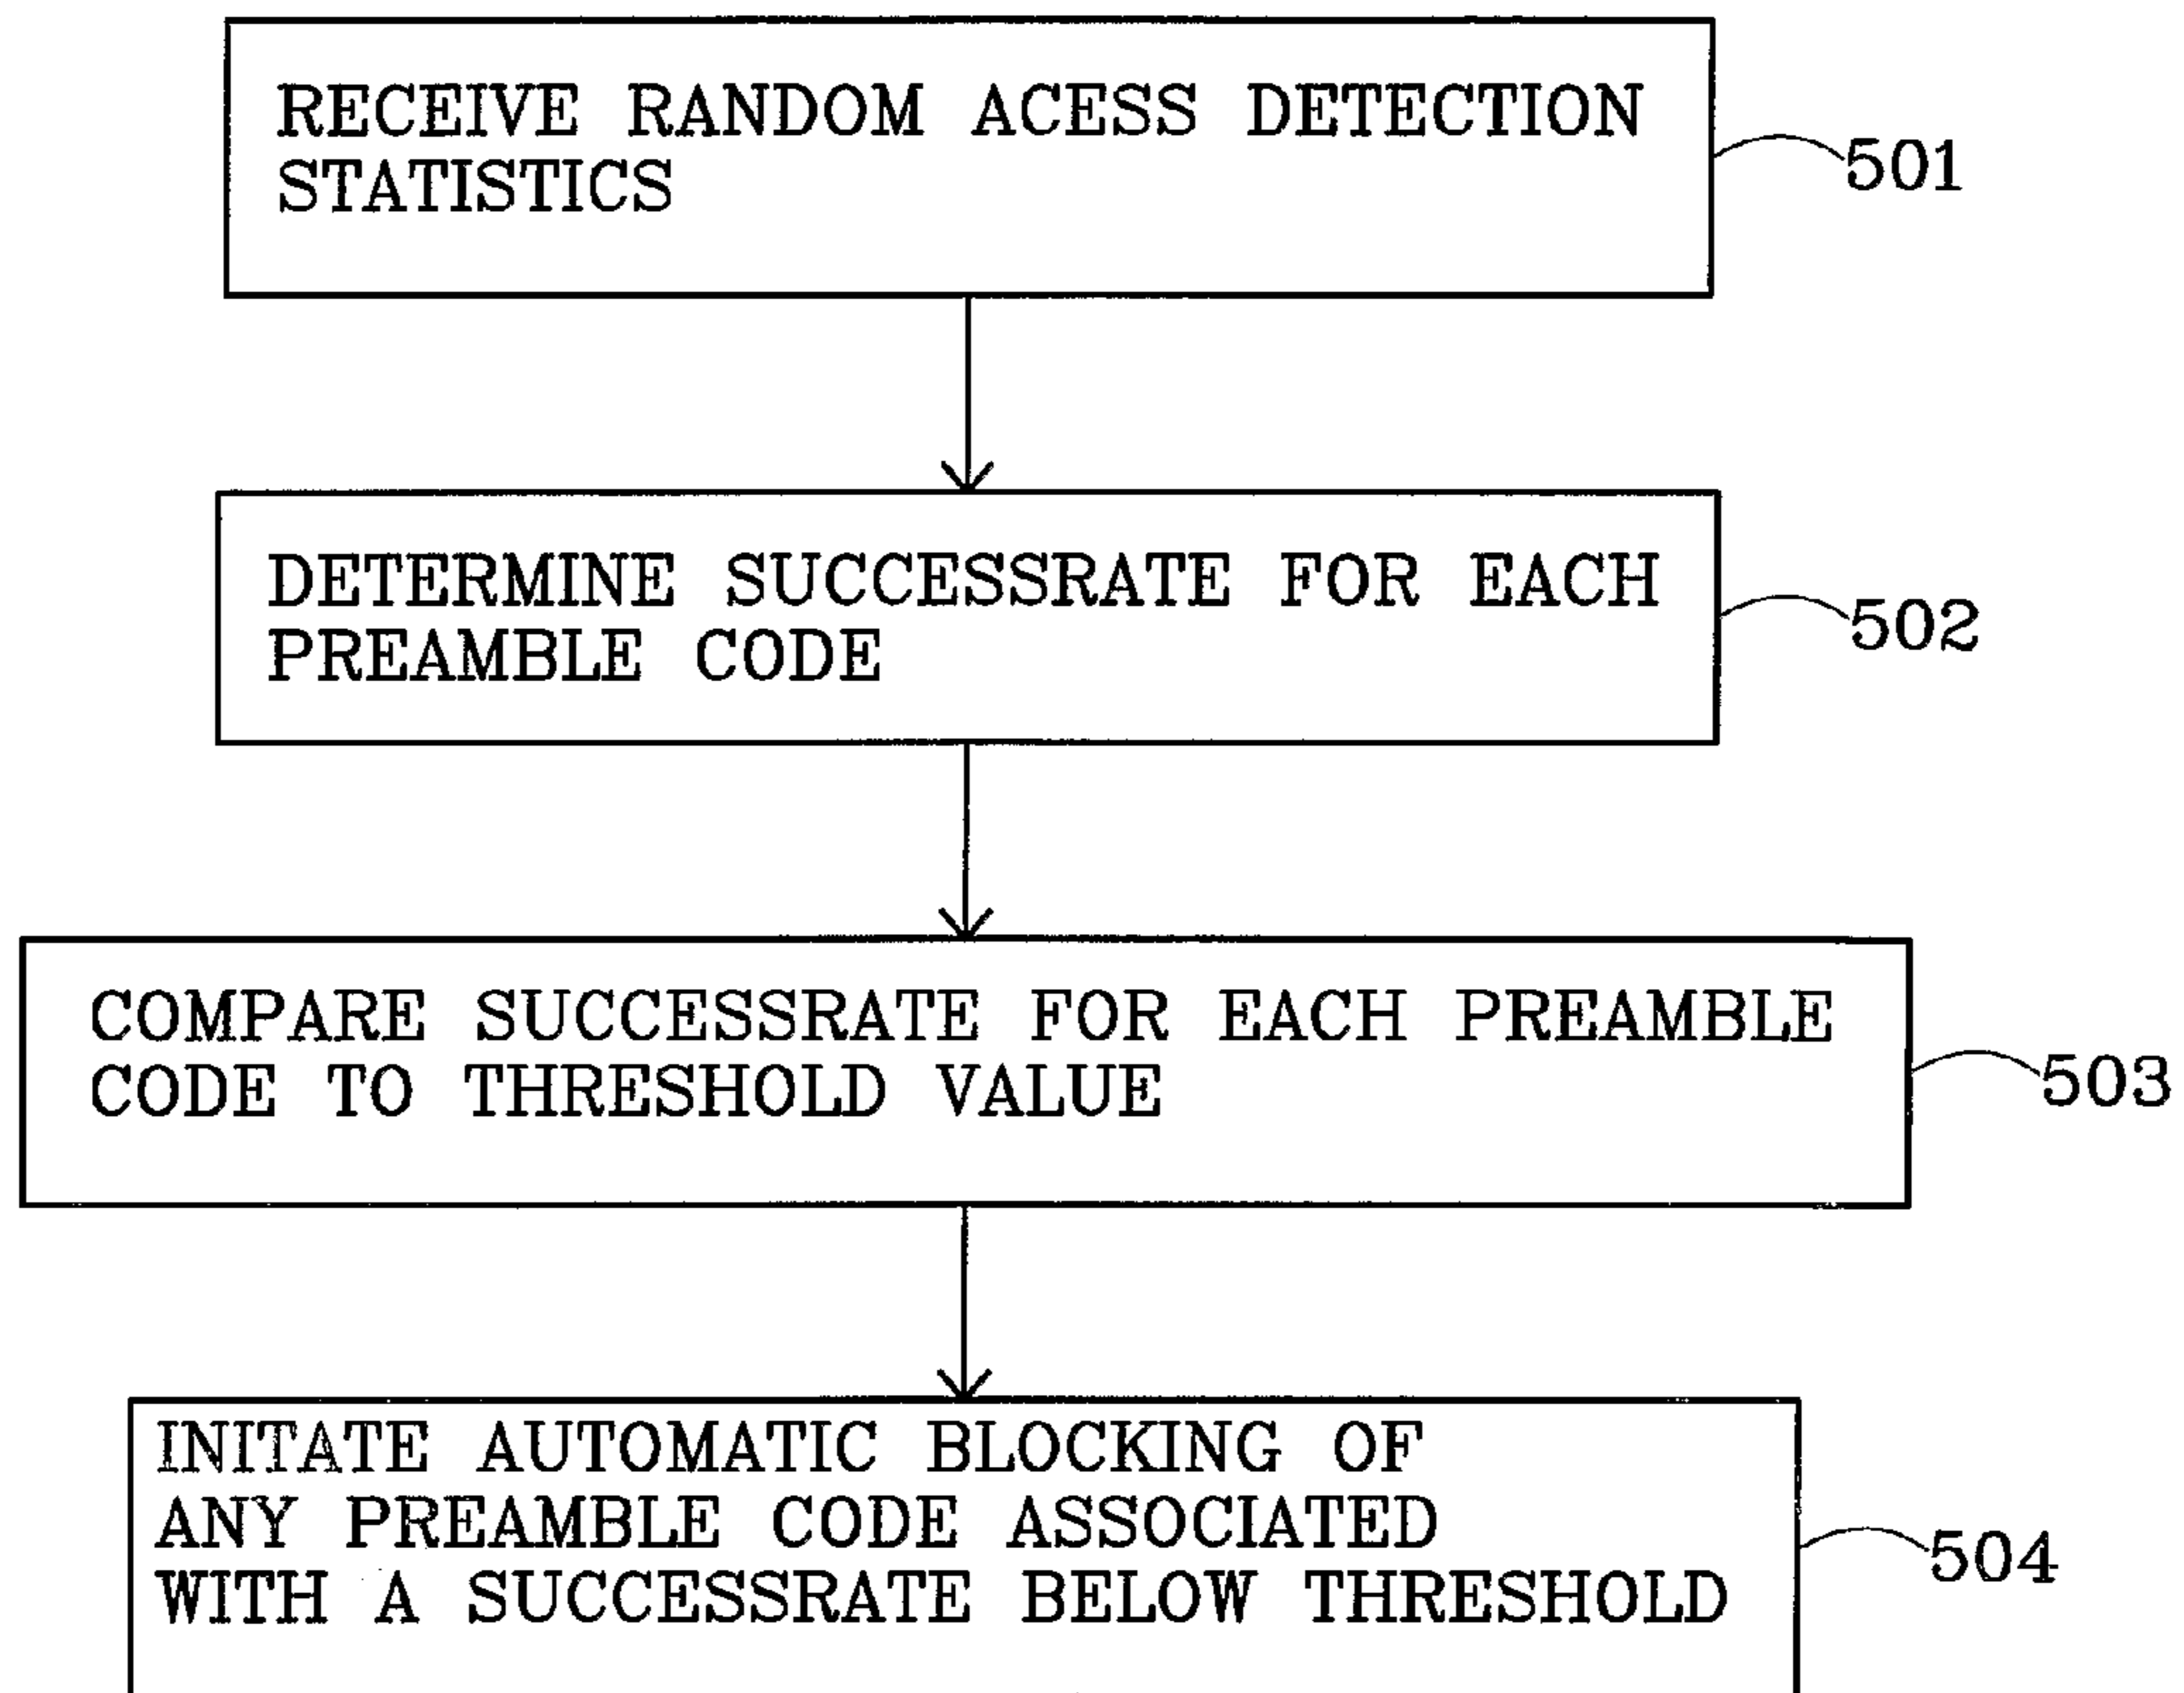 RECEIVE RANDOM ACESS DETECTION
STATISTICS
501
DETERMINE SUCCESSRATE FOR EACH
PREAMBLE CODE
502
COMPARE SUCCESSRATE FOR EACH PREAMBLE
CODE TO THRESHOLD VALUE
503
INITATE AUTOMATIC BLOCKING OF
ANY PREAMBLE CODE ASSOCIATED
WITH A SUCCESSRATE BELOW THRESHOLD
504